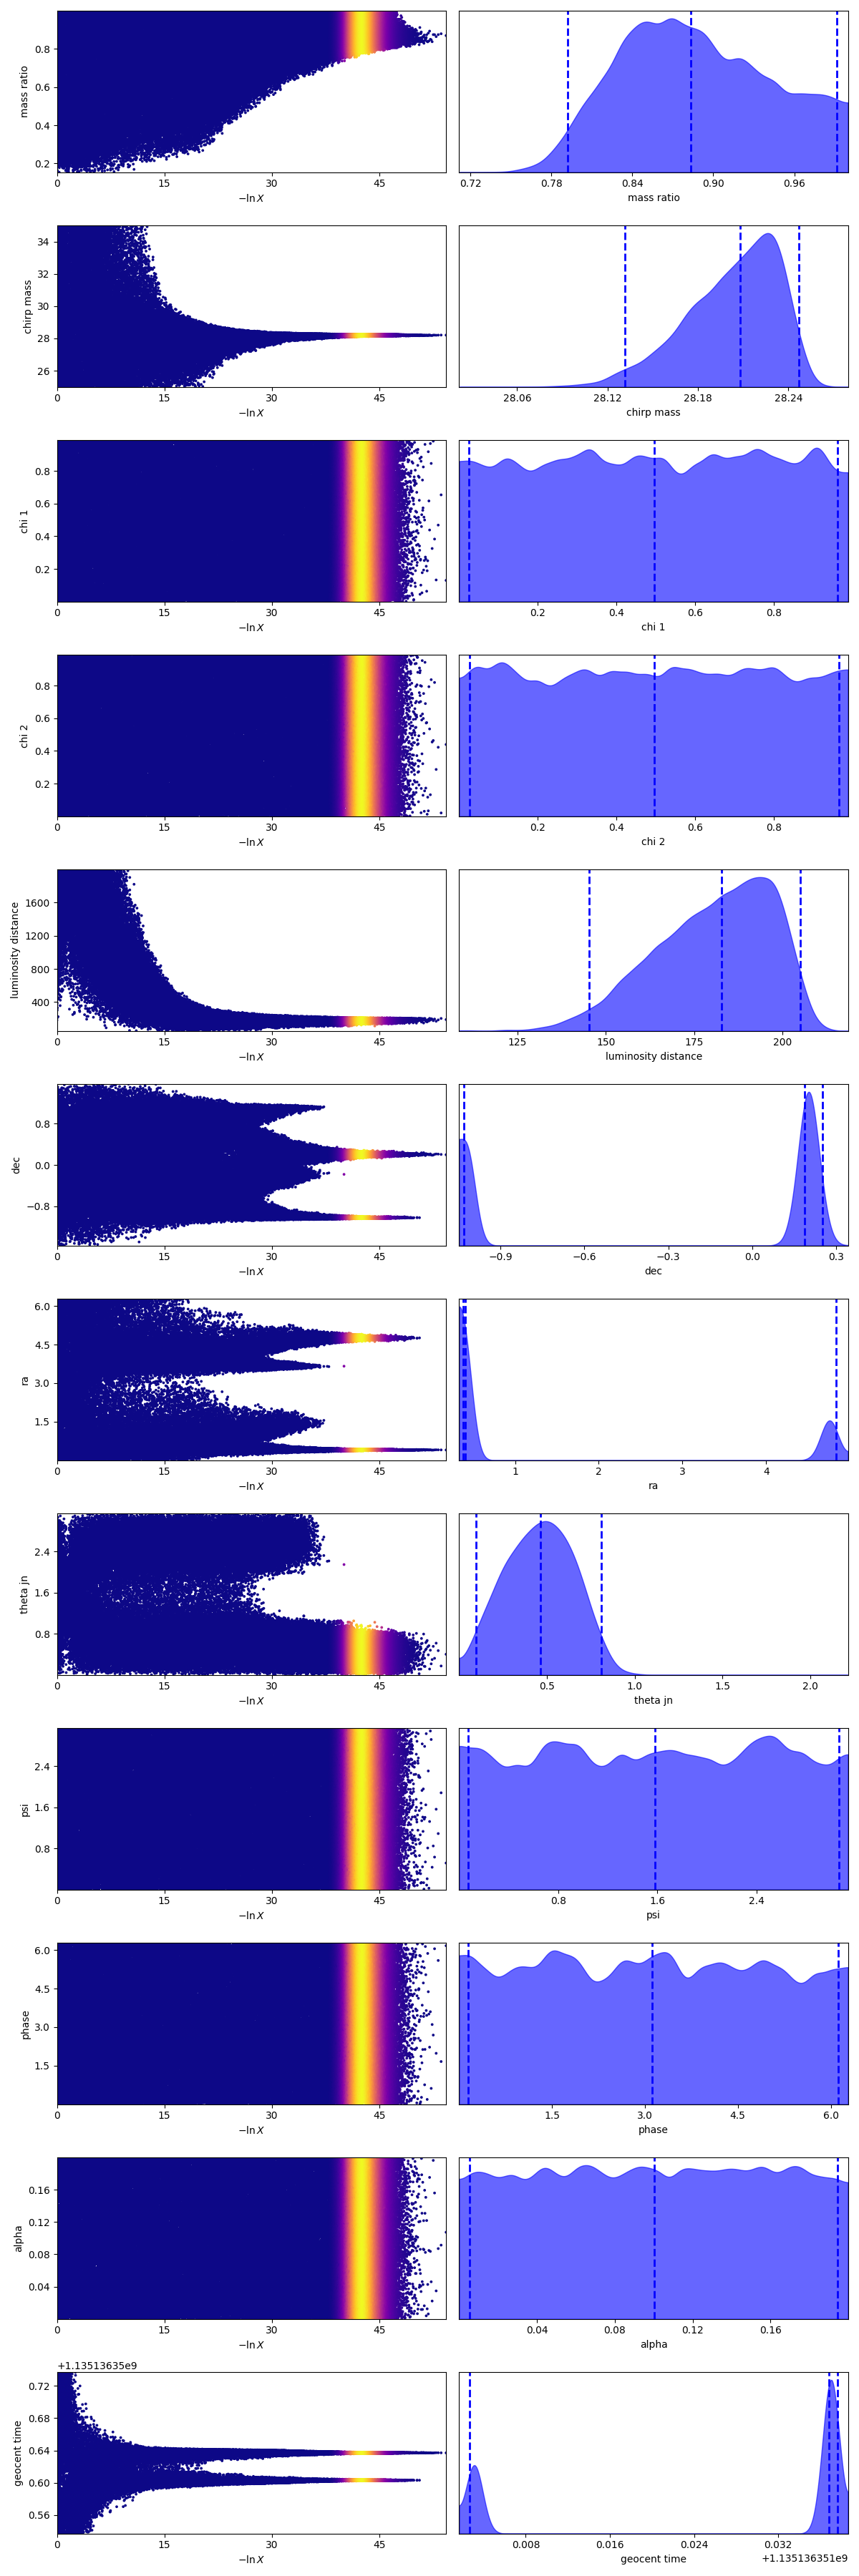 0.8
0.6
0.4
0.2
mass ratio
0 15 30 45
−ln X
0.72 0.78 0.84 0.90 0.96
mass ratio
34
32
30
28
26
chirp mass
0 15 30 45
−ln X
28.06 28.12 28.18 28.24
chirp mass
0.8
0.6
0.4
0.2
chi 1
0 15 30 45
−ln X
0.2 0.4 0.6 0.8
chi 1
0.8
0.6
0.4
0.2
chi 2
0 15 30 45
−ln X
0.2 0.4 0.6 0.8
chi 2
1600
1200
800
400
luminosity distance
0 15 30 45
−ln X
125 150 175 200
luminosity distance
0.8
0.0
−0.8
dec
0 15 30 45
−ln X
−0.9 −0.6 −0.3 0.0 0.3
dec
6.0
4.5
3.0
1.5
ra
0 15 30 45
−ln X
1 2 3 4
ra
2.4
1.6
0.8
theta jn
0 15 30 45
−ln X
0.5 1.0 1.5 2.0
theta jn
2.4
1.6
0.8
psi
0 15 30 45
−ln X
0.8 1.6 2.4
psi
6.0
4.5
3.0
1.5
phase
0 15 30 45
−ln X
1.5 3.0 4.5 6.0
phase
0.16
0.12
0.08
0.04
alpha
0 15 30 45
−ln X
0.04 0.08 0.12 0.16
alpha
+1.13513635e9
0.72
0.68
0.64
0.60
0.56
geocent time
0 15 30 45
−ln X
0.008 0.016 0.024 0.032
geocent time
+1.135136351e9